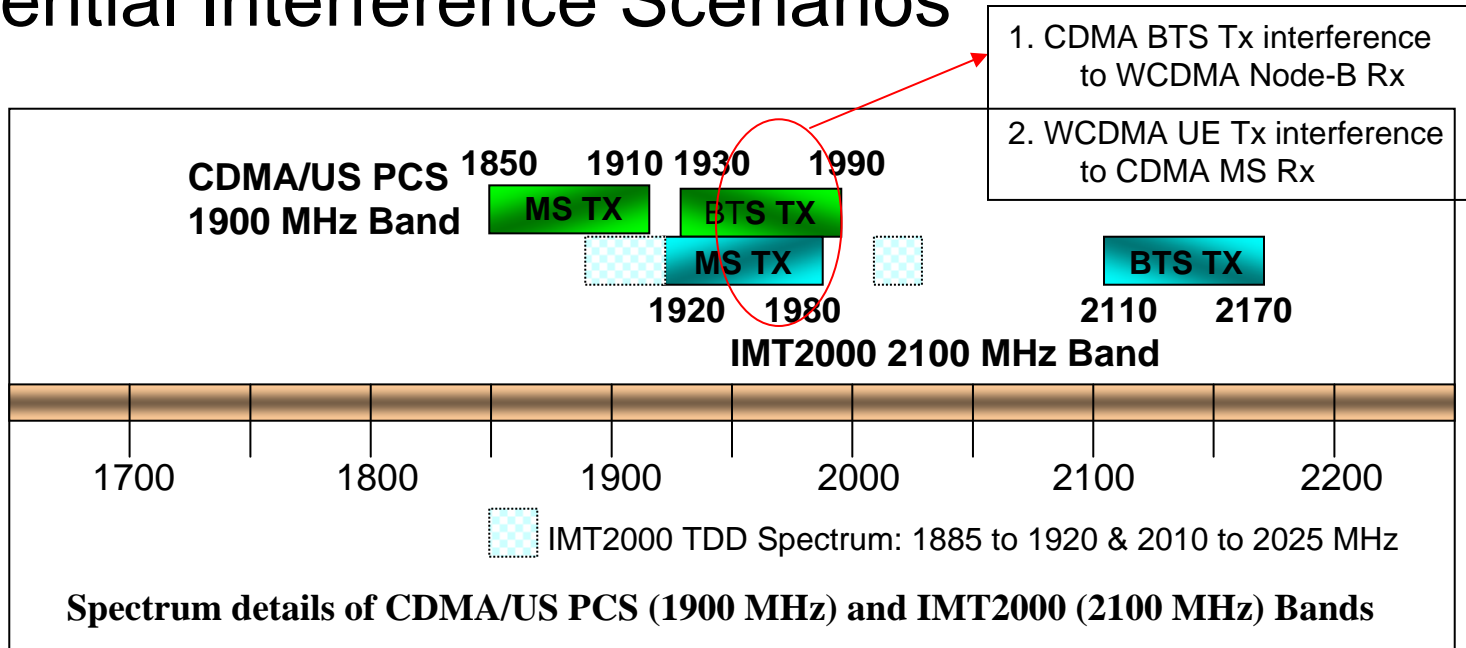 ential Interference Scenarios
1. CDMA BTS Tx interference
to WCDMA Node-B Rx
2. WCDMA UE Tx interference
to CDMA MS Rx
CDMA/US PCS
1900 MHz Band
1850 1910 1930 1990
MS TX BTS TX
MS TX BTS TX
1920 1980 2110 2170
IMT2000 2100 MHz Band
1700 1800 1900 2000 2100 2200
IMT2000 TDD Spectrum: 1885 to 1920 & 2010 to 2025 MHz
Spectrum details of CDMA/US PCS (1900 MHz) and IMT2000 (2100 MHz) Bands